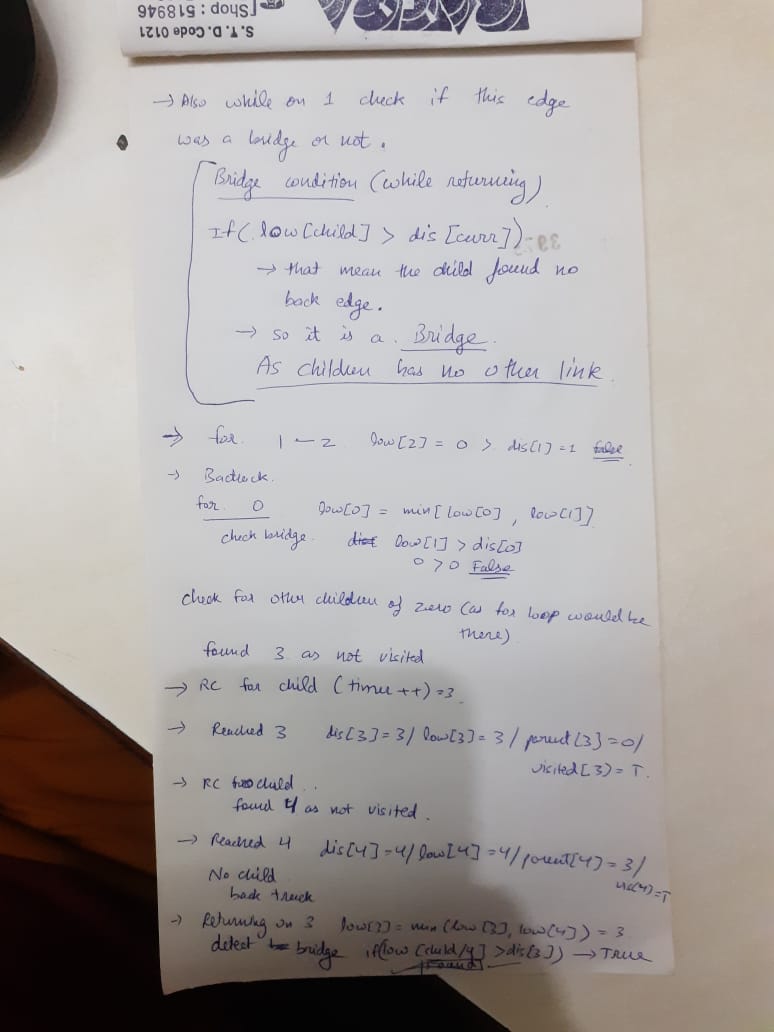 S.T.D. Code 0121
[Shop : 518946
→ Also while on 1 check if this edge
was a bridge or not.
Bridge condition (while returning)
If( low[child] > dis [curr])
→ that mean the child found no
back edge.
→ so it is a. Bridge.
As children has no other link
⇒ for 1 – 2 low[2] = 0 > dis[1] = 1 false
→ Backtrack.
for 0 low[0] = min[low[0], low[1]]
check bridge. low[1] > dis[0]
0 > 0 False
check for other children of zero (as for loop would be
there)
found 3 as not visited
→ RC for child (timer++) = 3
→ Reached 3 dis[3] = 3/ low[3] = 3/ parent[3] = 0/
visited[3) = T.
→ RC child
found 4 as not visited.
→ Reached 4 dis[4] = 4/ low[4] = 4/ parent[4) = 3/
vis(4) = T
No child
back track
→ Returning on 3 low[3] = min (low[3], low[4]) = 3
detect bridge if(low [child/4] > dis[3]) → True
Found